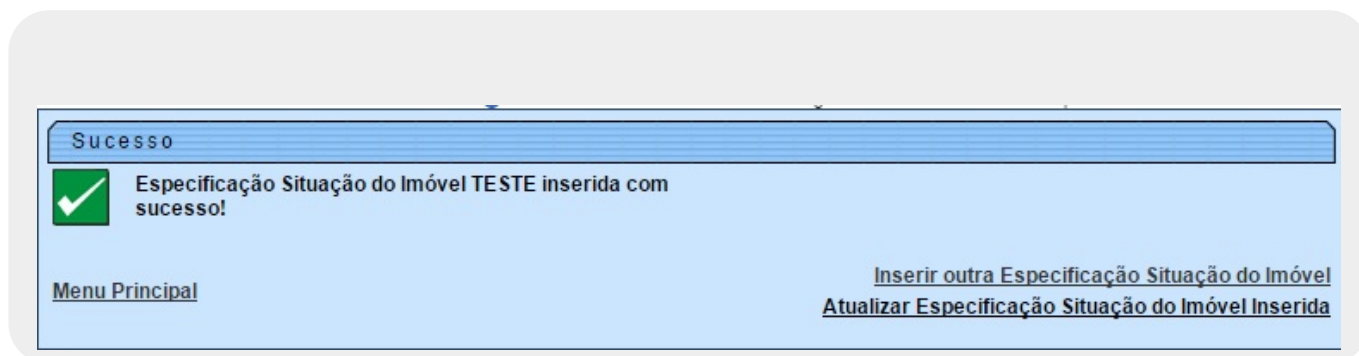 Sucesso
Especificação Situação do Imóvel TESTE inserida com
sucesso!
Inserir outra Especificação Situação do Imóvel
Menu Principal
Atualizar Especificação Situação do Imóvel Inserida